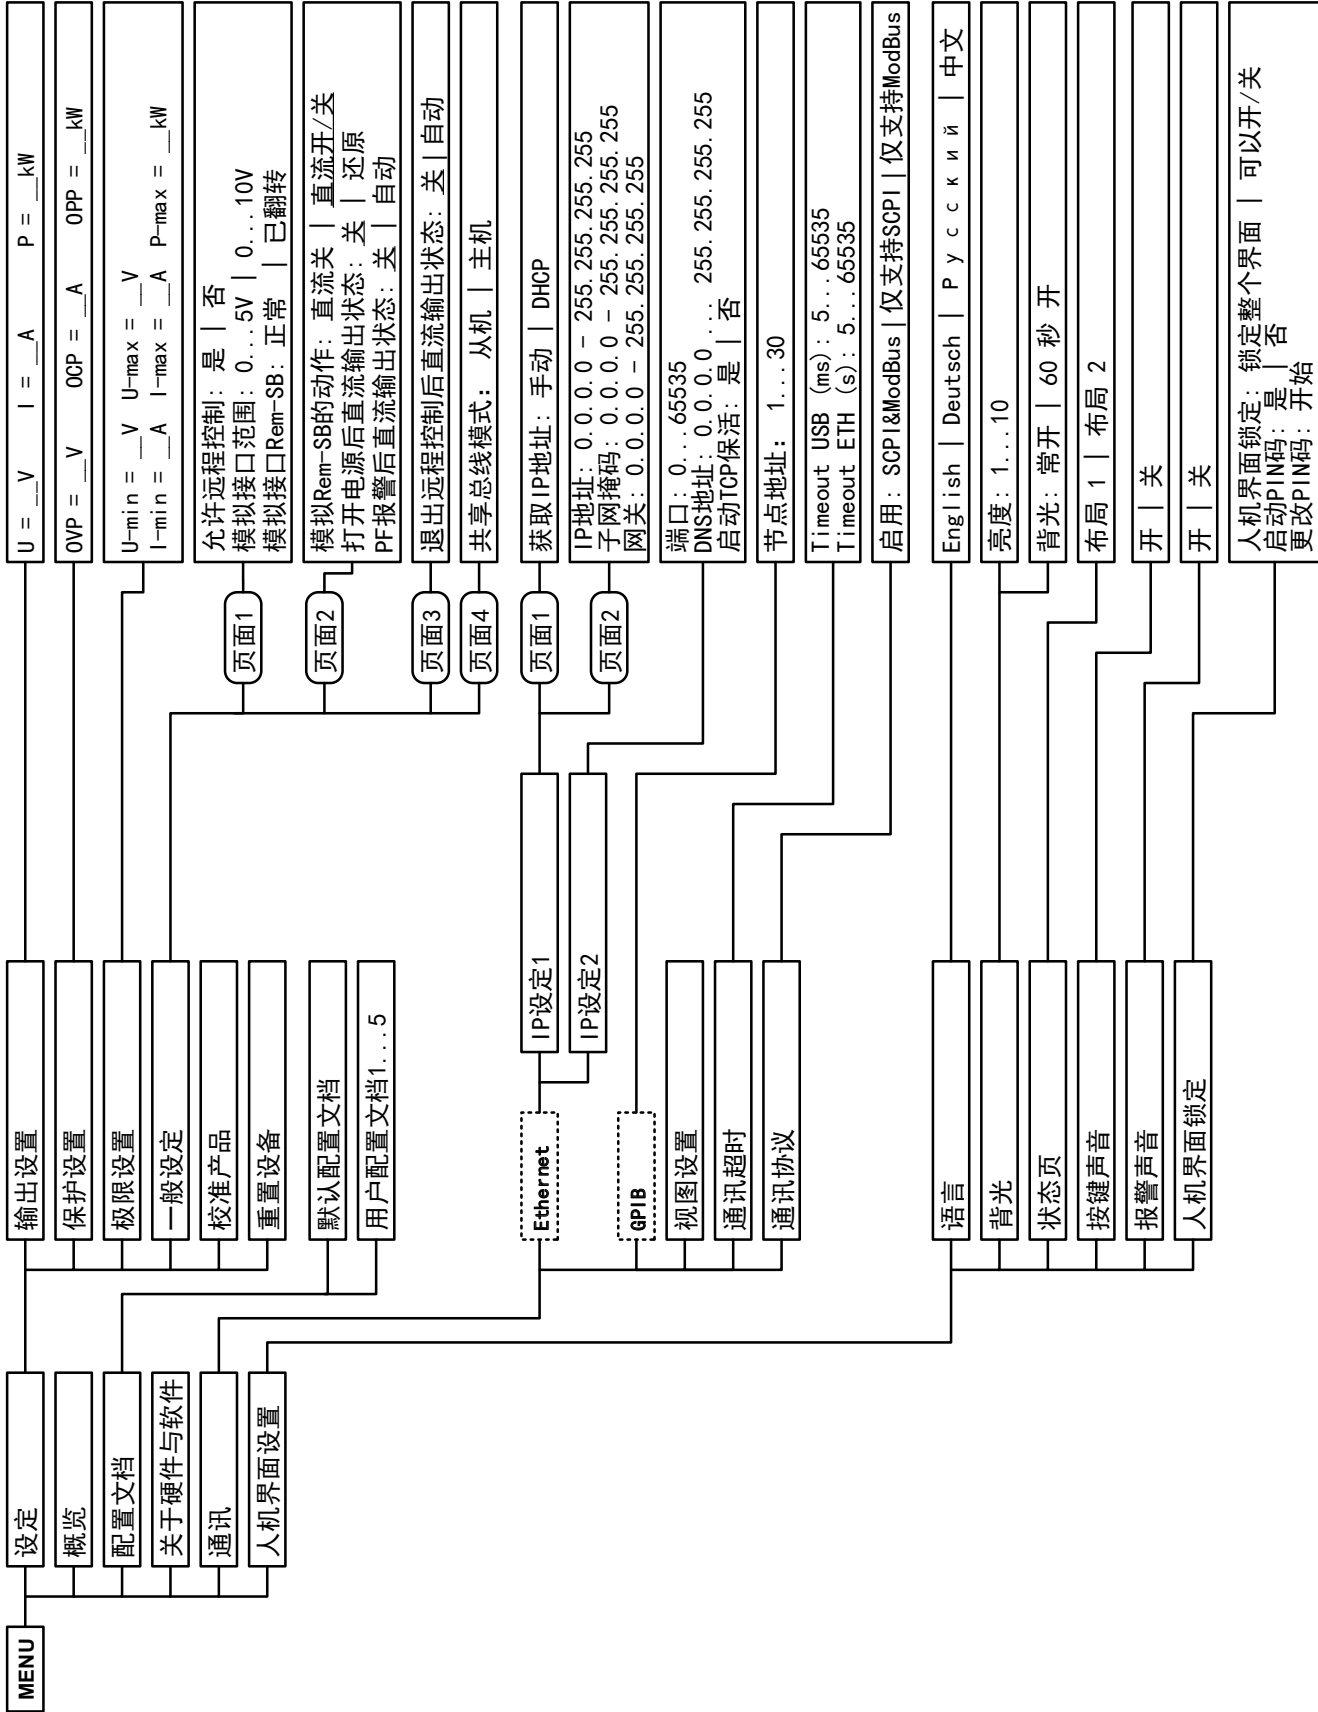 MENU
设定
概览
配置文档
关于硬件与软件
通讯
人机界面设置
输出设置
保护设置
极限设置
一般设定
校准产品
重置设备
默认配置文档
用户配置文档1...5
Ethernet
GPIB
视图设置
通讯超时
通讯协议
语言
背光
状态页
按键声音
报警声音
人机界面锁定
IP设定1
IP设定2
页面1
页面2
页面3
页面4
页面1
页面2
U = __V I = __A P = __kW
OVP = __V OCP = __A OPP = __kW
U-min = __V U-max = __V
I-min = __A I-max = __A P-max = __kW
允许远程控制: 是 | 否
模拟接口范围: 0...5V | 0...10V
模拟接口Rem-SB: 正常 | 已翻转
模拟Rem-SB的动作: 直流关 | 直流开/关
打开电源后直流输出状态: 关 | 还原
PF报警后直流输出状态: 关 | 自动
退出远程控制后直流输出状态: 关 | 自动
共享总线模式: 从机 | 主机
获取IP地址: 手动 | DHCP
IP地址: 0.0.0.0 - 255.255.255.255
子网掩码: 0.0.0.0 - 255.255.255.255
网关: 0.0.0.0 - 255.255.255.255
端口: 0...65535
DNS地址: 0.0.0.0 ... 255.255.255.255
启动TCP保活: 是 | 否
节点地址: 1...30
Timeout USB (ms): 5...65535
Timeout ETH (s): 5...65535
启用: SCPI&ModBus | 仅支持SCPI | 仅支持ModBus
English | Deutsch | Русский | 中文
亮度: 1...10
背光: 常开 | 60 秒 开
布局 1 | 布局 2
开 | 关
开 | 关
人机界面锁定: 锁定整个界面 | 可以开/关
启动PIN码: 是 | 否
更改PIN码: 开始